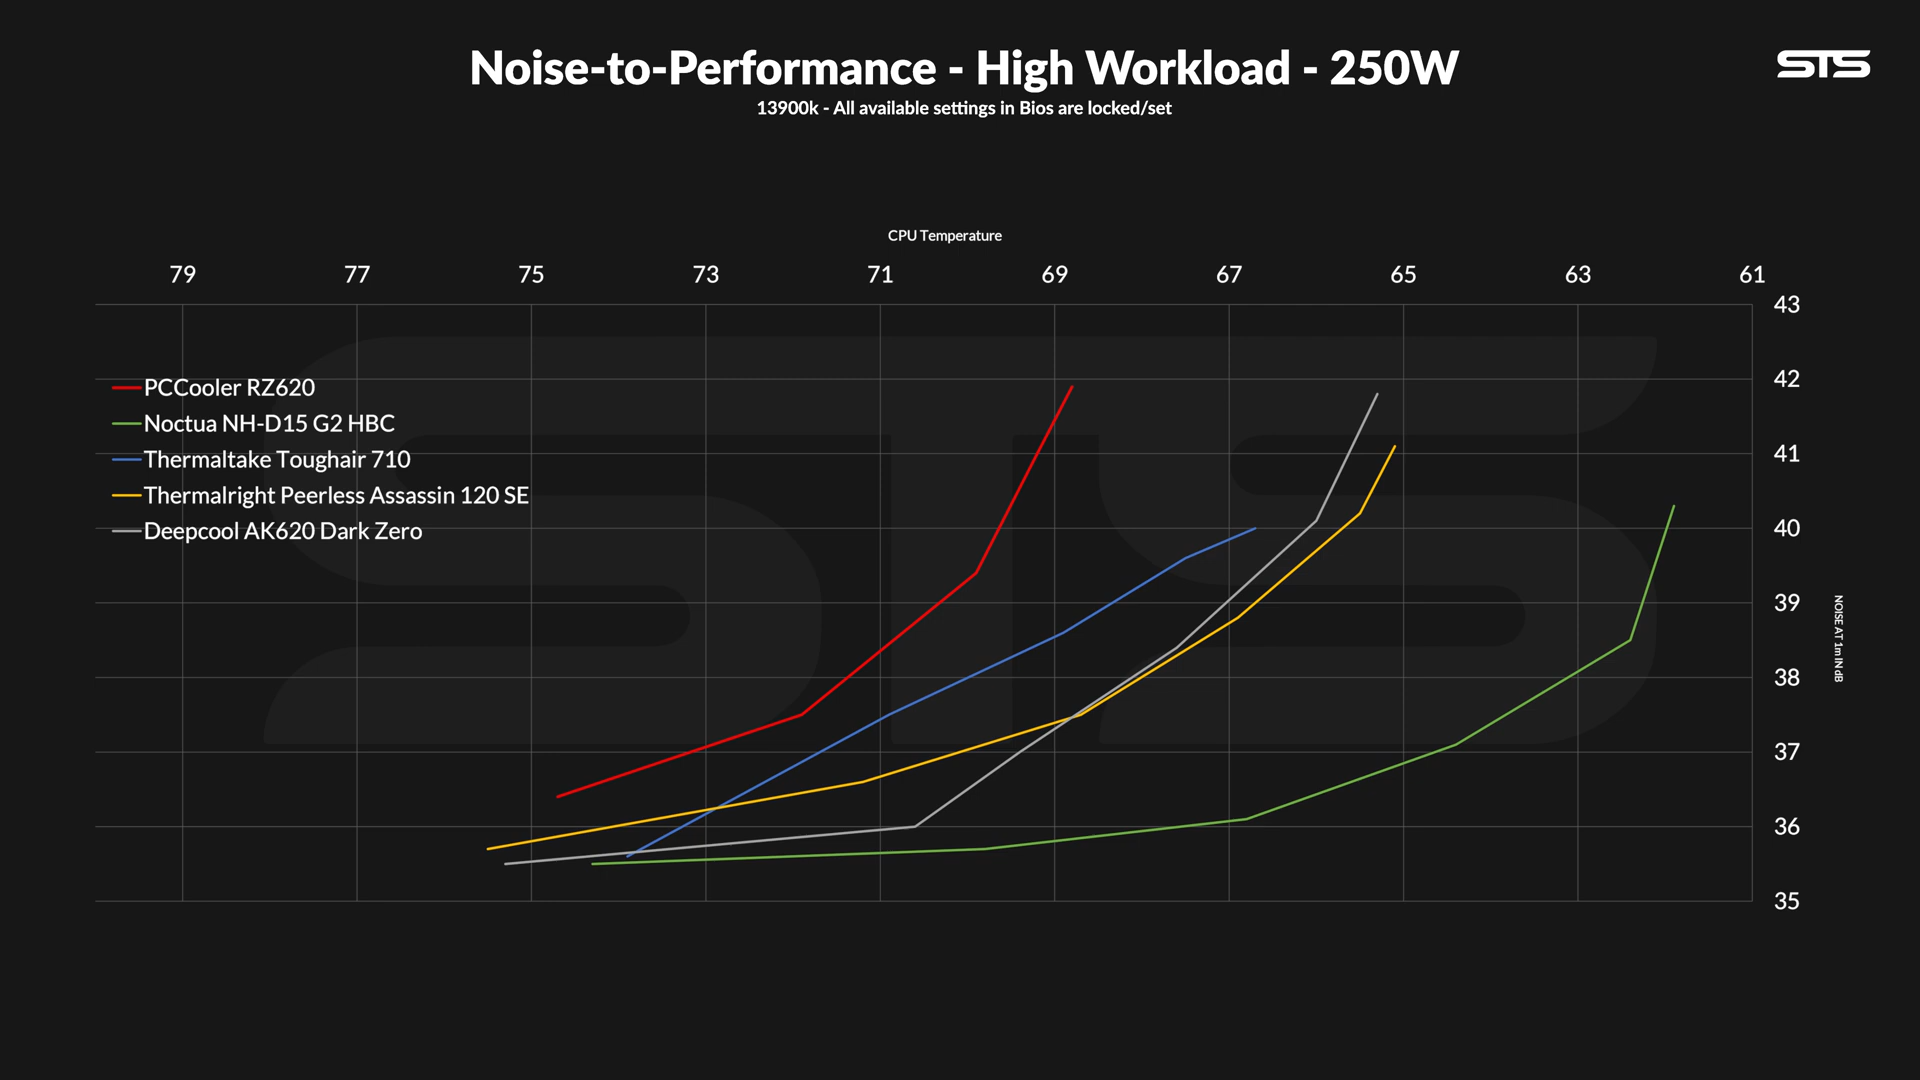 Noise-to-Performance - High Workload - 250W
STS
13900k - All available settings in Bios are locked/set
CPU Temperature
79 77 75 73 71 69 67 65 63 61
43
42
41
40
39
38
37
36
35
PCCooler RZ620
Noctua NH-D15 G2 HBC
Thermaltake Toughair 710
Thermalright Peerless Assassin 120 SE
Deepcool AK620 Dark Zero
NOISE AT 1m IN dB
STS